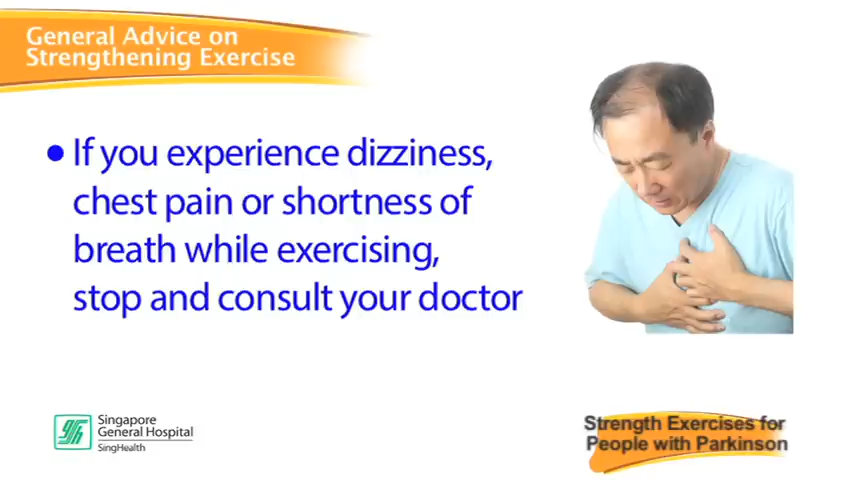 General Advice on
Strengthening Exercise
• If you experience dizziness,
chest pain or shortness of
breath while exercising,
stop and consult your doctor
Singapore
General Hospital
SingHealth
Strength Exercises for
People with Parkinson